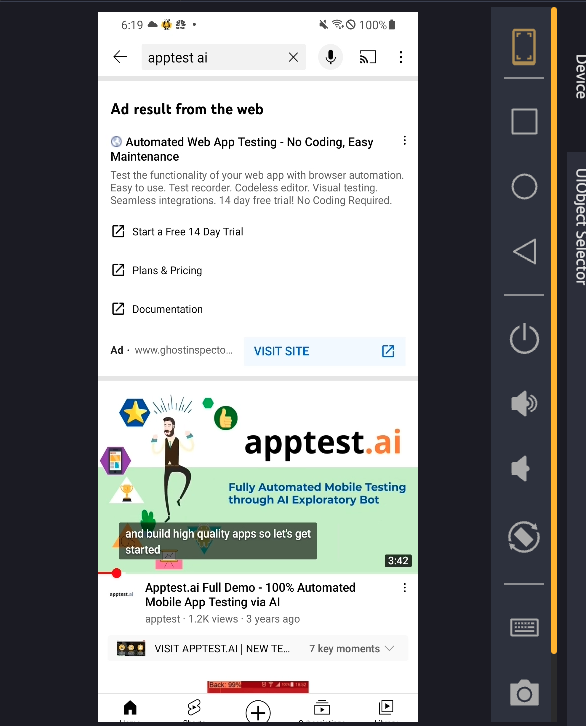 6:19
100%
apptest ai
Ad result from the web
Automated Web App Testing - No Coding, Easy
Maintenance
Test the functionality of your web app with browser automation.
Easy to use. Test recorder. Codeless editor. Visual testing.
Seamless integrations. 14 day free trial! No Coding Required.
Start a Free 14 Day Trial
Plans & Pricing
Documentation
Ad · www.ghostinspecto...
VISIT SITE
apptest.ai
Fully Automated Mobile Testing
through AI Exploratory Bot
and build high quality apps so let's get
started
3:42
apptest.ai
Apptest.ai Full Demo - 100% Automated
Mobile App Testing via AI
apptest · 1.2K views · 3 years ago
VISIT APPTEST.AI | NEW TE...
7 key moments
Back: 99%
Device
UIObject Selector